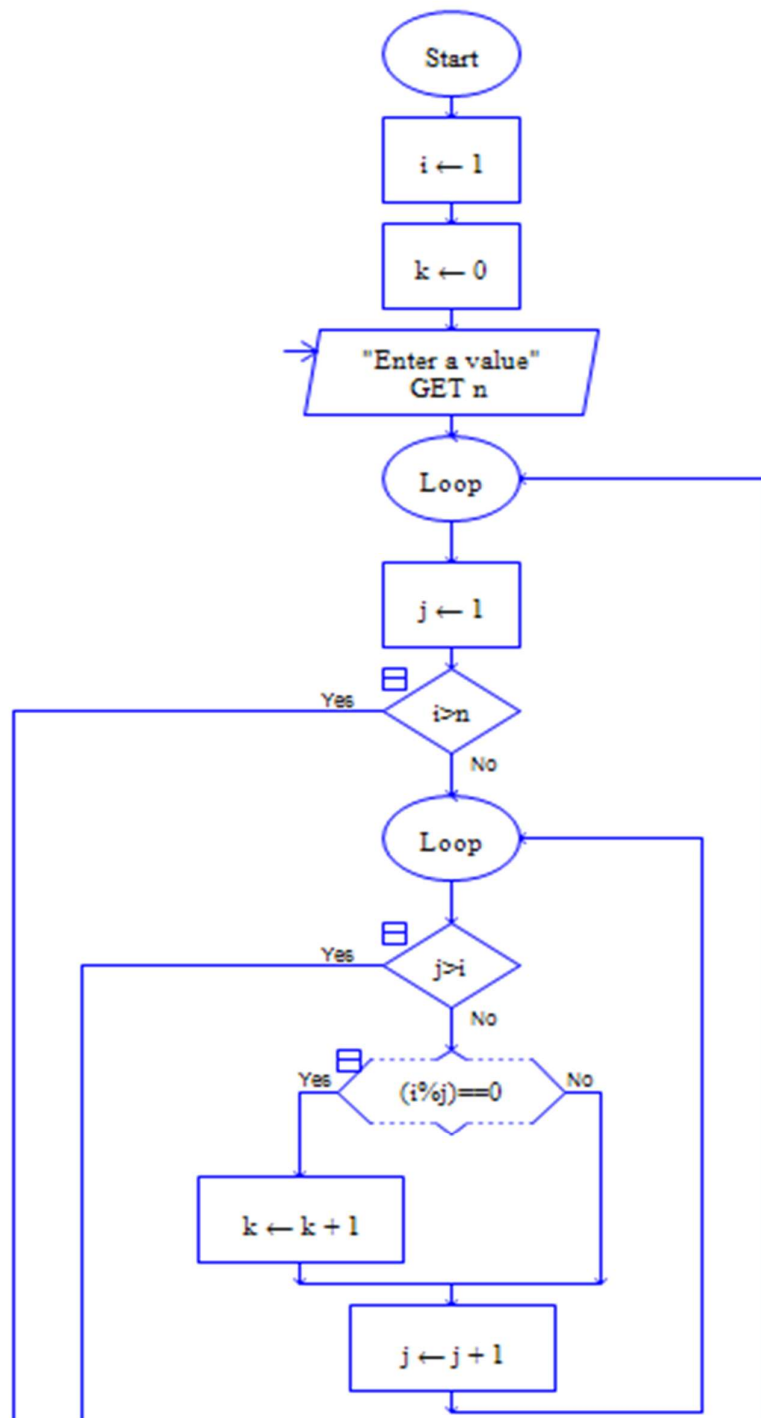 Start
i ← 1
k ← 0
"Enter a value"
GET n
Loop
j ← 1
Yes
i>n
No
Loop
Yes
j>i
No
Yes
(i%j)==0
No
k ← k + 1
j ← j + 1